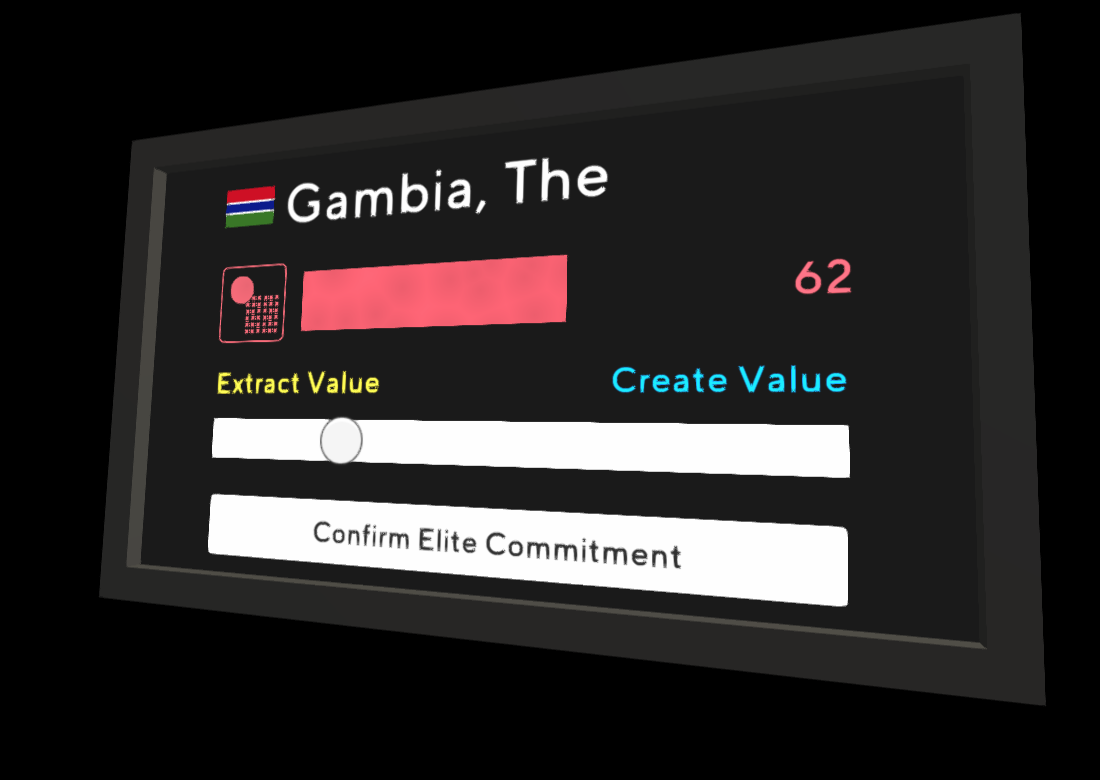 Gambia, The
62
Extract Value
Create Value
Confirm Elite Commitment